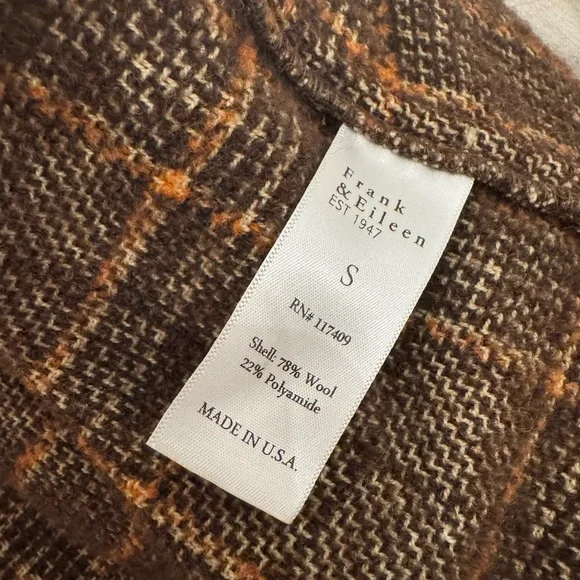 Frank
& Eileen
EST 1947
S
RN# 117409
Shell: 78% Wool
22% Polyamide
MADE IN U.S.A.